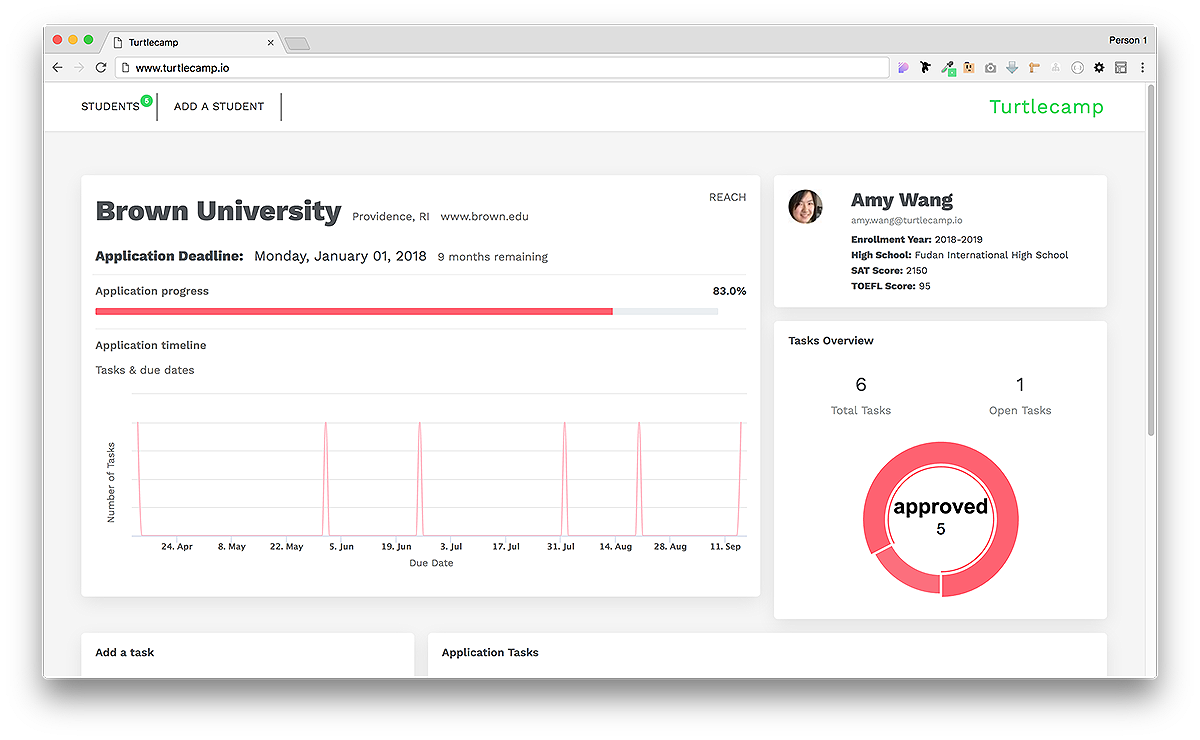 Turtlecamp
Person 1
www.turtlecamp.io
STUDENTS 5
ADD A STUDENT
Turtlecamp
Brown University Providence, RI www.brown.edu
REACH
Application Deadline: Monday, January 01, 2018 9 months remaining
Application progress 83.0%
Application timeline
Tasks & due dates
Number of Tasks
24. Apr 8. May 22. May 5. Jun 19. Jun 3. Jul 17. Jul 31. Jul 14. Aug 28. Aug 11. Sep
Due Date
Amy Wang
amy.wang@turtlecamp.io
Enrollment Year: 2018-2019
High School: Fudan International High School
SAT Score: 2150
TOEFL Score: 95
Tasks Overview
6 1
Total Tasks Open Tasks
approved
5
Add a task
Application Tasks